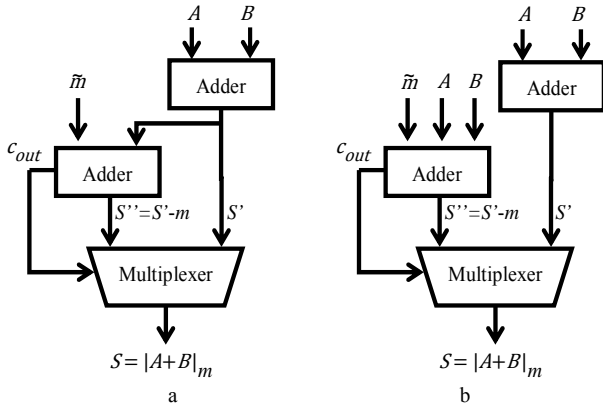 A B
Adder
m̃
c_out
Adder
S''=S'-m
S'
Multiplexer
S= |A+B|_m
a
A B
Adder
m̃ A B
c_out
Adder
S''=S'-m
S'
Multiplexer
S= |A+B|_m
b